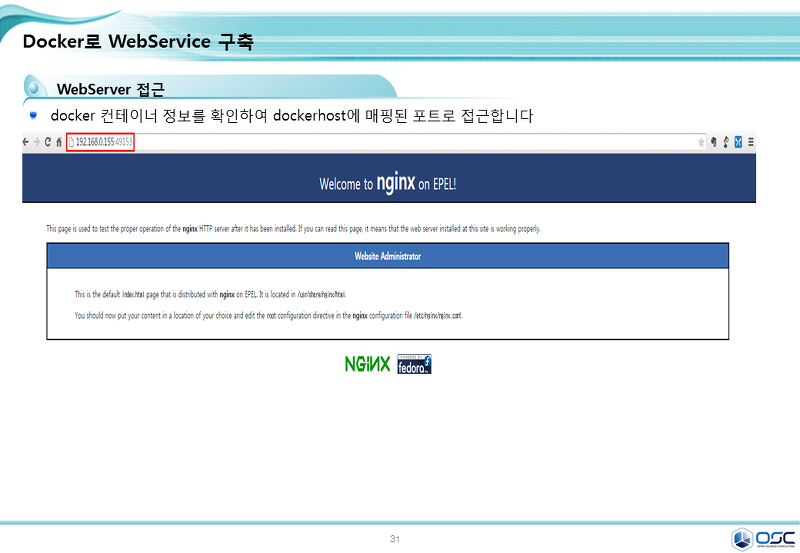 Docker로 WebService 구축
WebServer 접근
docker 컨테이너 정보를 확인하여 dockerhost에 매핑된 포트로 접근합니다
192.168.0.155:49153
Welcome to nginx on EPEL!
This page is used to test the proper operation of the nginx HTTP server after it has been installed. If you can read this page, it means that the web server installed at this site is working properly.
Website Administrator
This is the default index.html page that is distributed with nginx on EPEL. It is located in /usr/share/nginx/html.
You should now put your content in a location of your choice and edit the root configuration directive in the nginx configuration file /etc/nginx/nginx.conf.
NGINX
POWERED BY
fedora
31
OSC
OPEN SOURCE CONSULTING